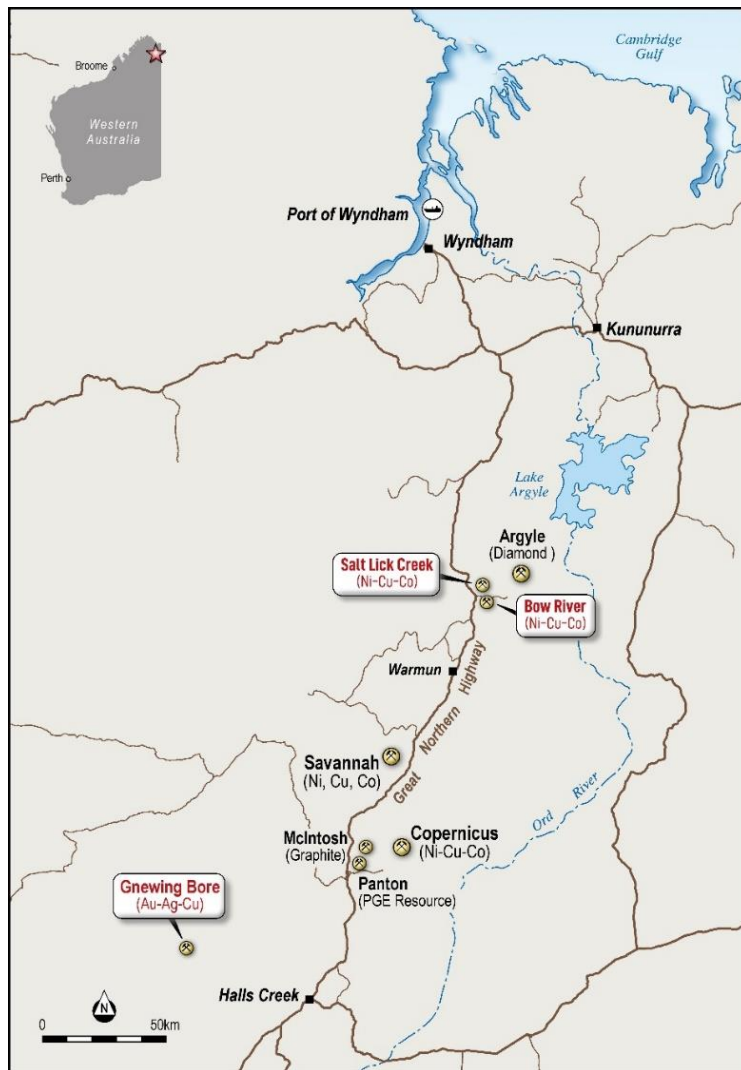 Broome
Western
Australia
Perth
Cambridge
Gulf
Port of Wyndham
Wyndham
Kununurra
Lake
Argyle
Argyle
(Diamond )
Salt Lick Creek
(Ni-Cu-Co)
Bow River
(Ni-Cu-Co)
Warmun
Great Northern Highway
Savannah
(Ni, Cu, Co)
Ord River
McIntosh
(Graphite)
Copernicus
(Ni-Cu-Co)
Panton
(PGE Resource)
Gnewing Bore
(Au-Ag-Cu)
Halls Creek
N
0 50km